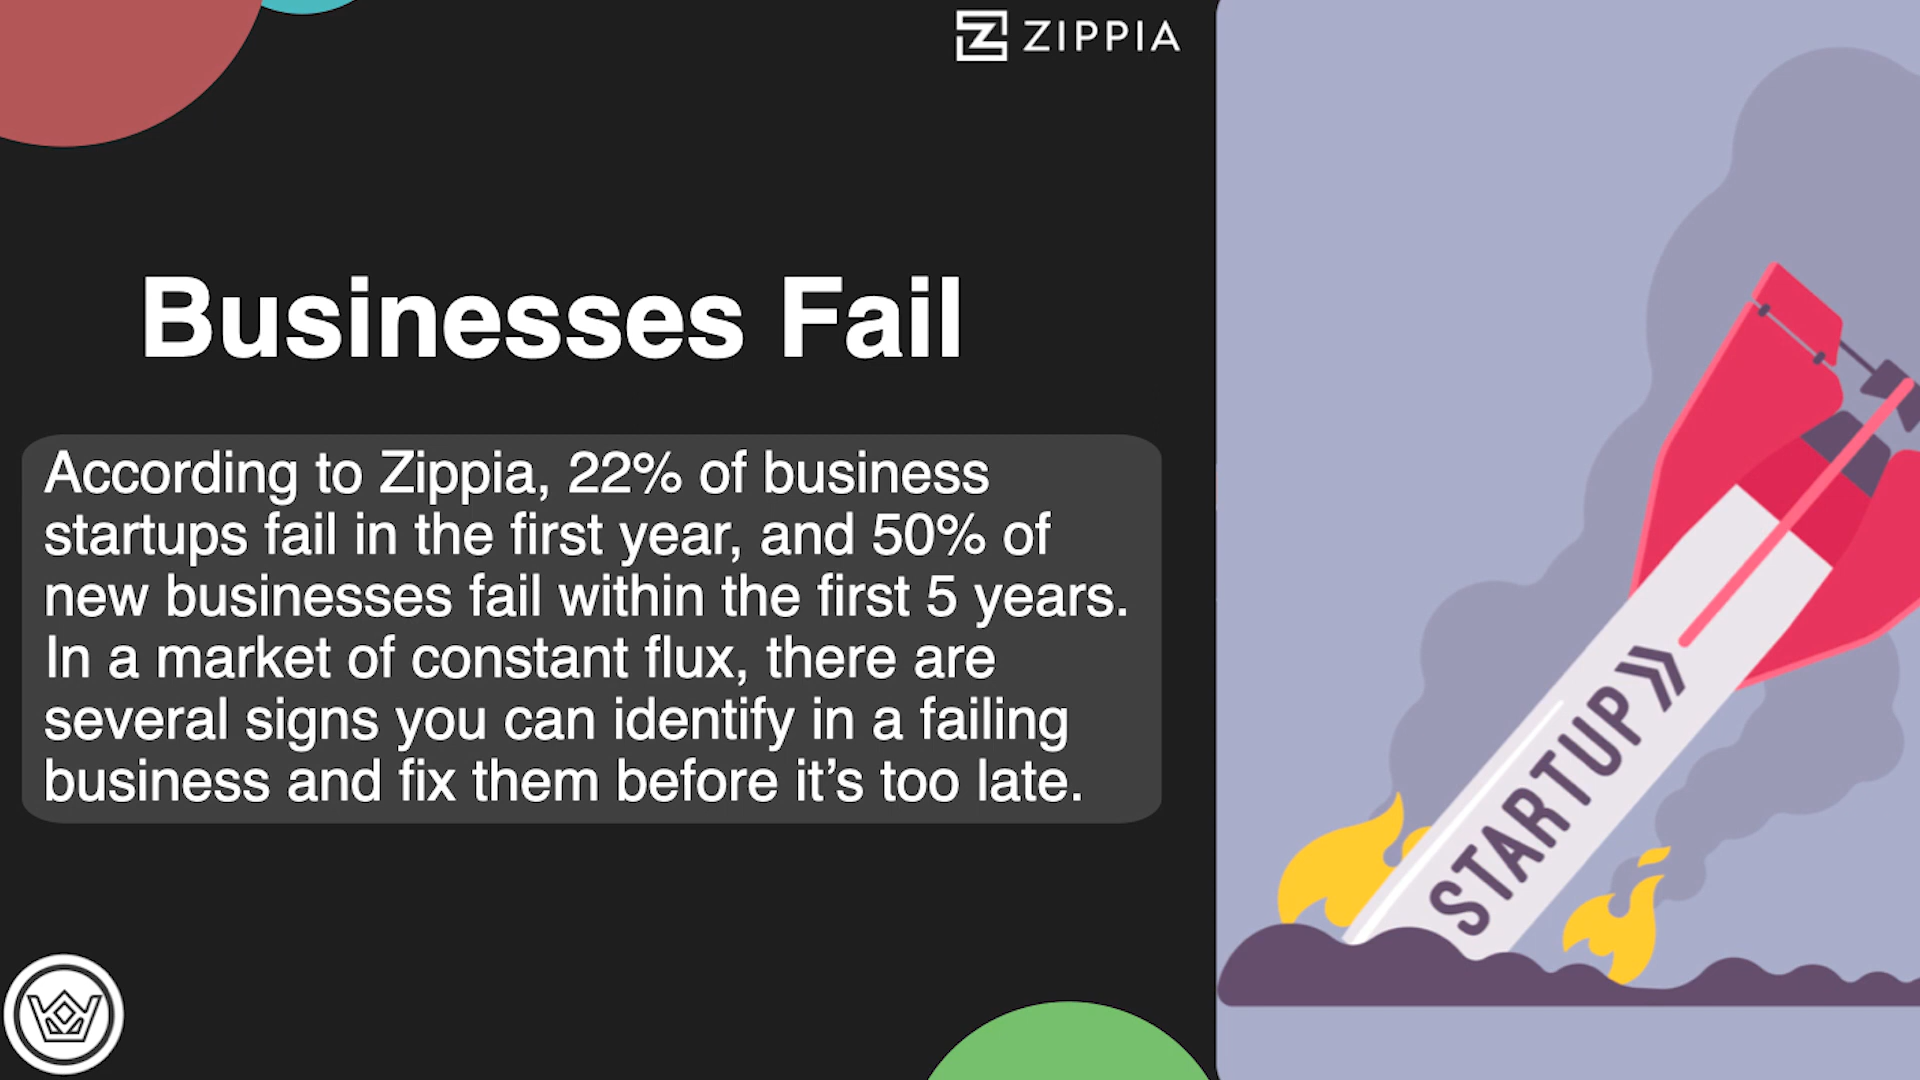 ZIPPIA
Businesses Fail
According to Zippia, 22% of business
startups fail in the first year, and 50% of
new businesses fail within the first 5 years.
In a market of constant flux, there are
several signs you can identify in a failing
business and fix them before it’s too late.
STARTUP